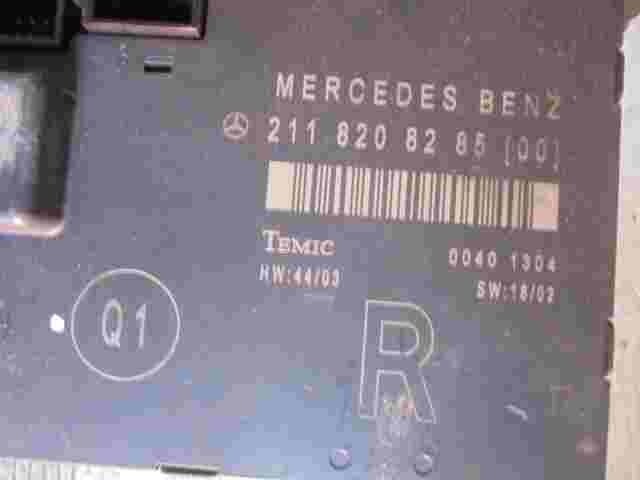 MERCEDES BENZ
211 820 82 85 [00]
TEMIC
0040 1304
HW:44/03
SW:18/02
Q1
R